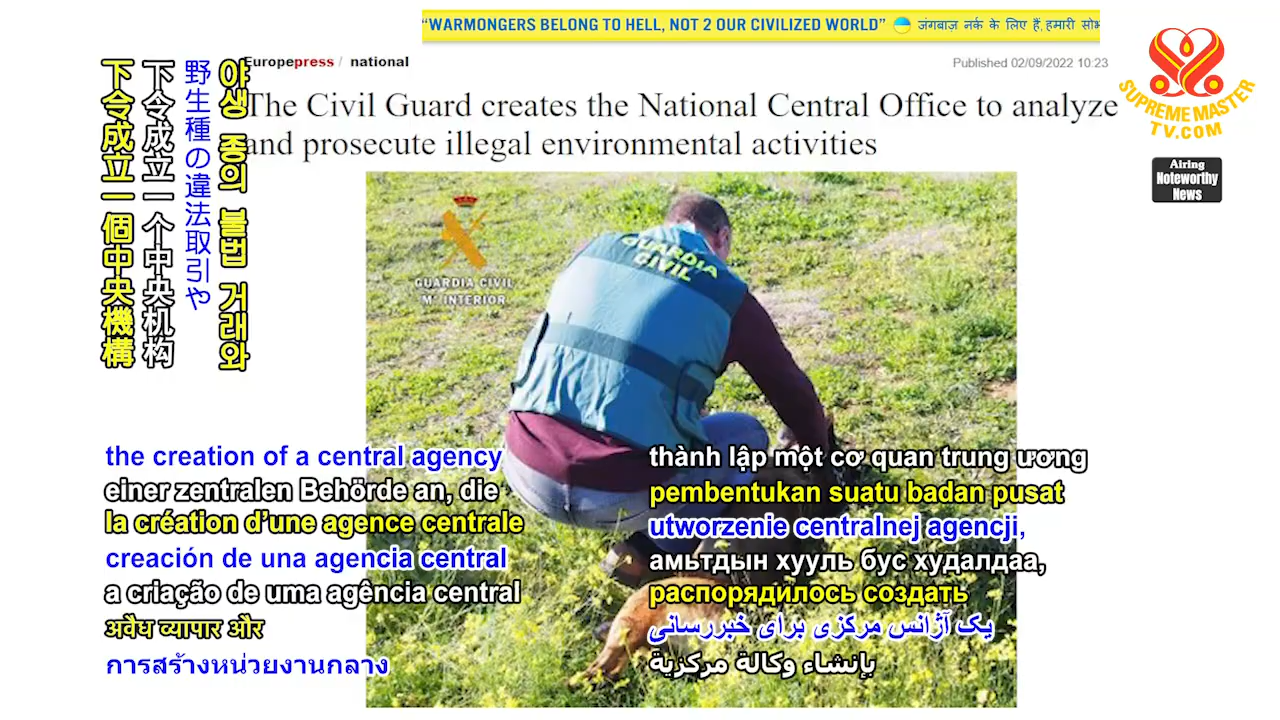 “WARMONGERS BELONG TO HELL, NOT 2 OUR CIVILIZED WORLD” जंगबाज़ नर्क के लिए हैं, हमारी
Europepress / national
Published 02/09/2022 10:23
The Civil Guard creates the National Central Office to analyze
and prosecute illegal environmental activities
SUPREME MASTER
TV.COM
Airing
Noteworthy
News
GUARDIA CIVIL
Mº INTERIOR
GUARDIA
CIVIL
下令成立一個中央機構
下令成立一个中央机构
野生種の違法取引や
야생 종의 불법 거래와
the creation of a central agency
einer zentralen Behörde an, die
la création d’une agence centrale
creación de una agencia central
a criação de uma agência central
अवैध व्यापार और
การสร้างหน่วยงานกลาง
thành lập một cơ quan trung ương
pembentukan suatu badan pusat
utworzenie centralnej agencji,
амьтдын хууль бус худалдаа,
распорядилось создать
یک آژانس مرکزی برای خبررسانی
بإنشاء وكالة مركزية